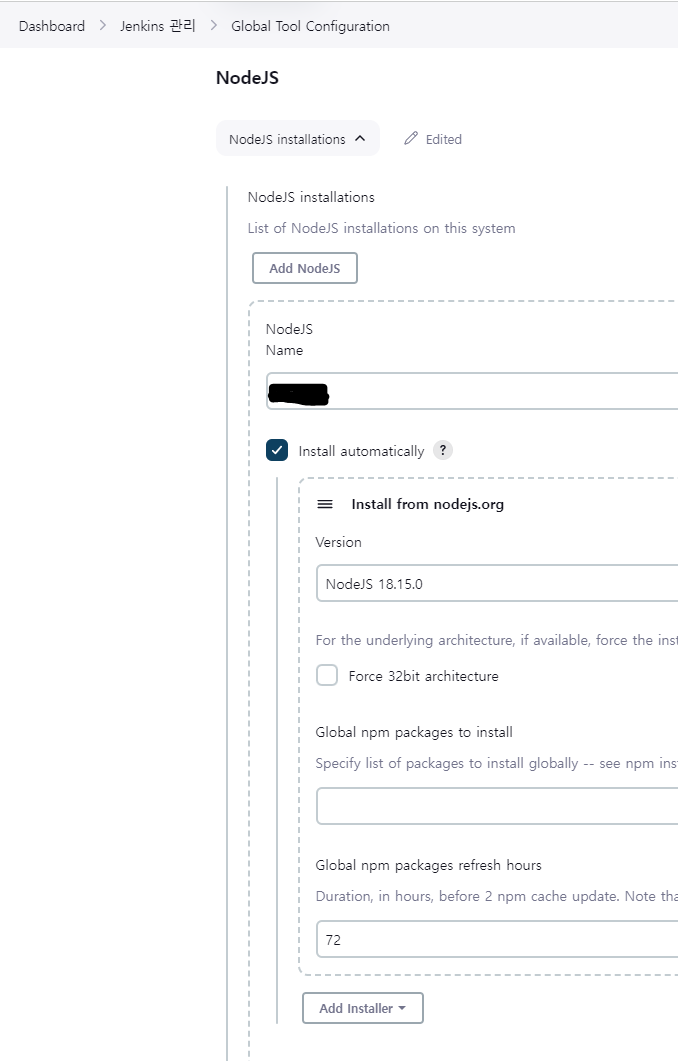 Dashboard > Jenkins 관리 > Global Tool Configuration
NodeJS
NodeJS installations
Edited
NodeJS installations
List of NodeJS installations on this system
Add NodeJS
NodeJS
Name
Install automatically ?
Install from nodejs.org
Version
NodeJS 18.15.0
For the underlying architecture, if available, force the inst
Force 32bit architecture
Global npm packages to install
Specify list of packages to install globally -- see npm ins
Global npm packages refresh hours
Duration, in hours, before 2 npm cache update. Note tha
72
Add Installer